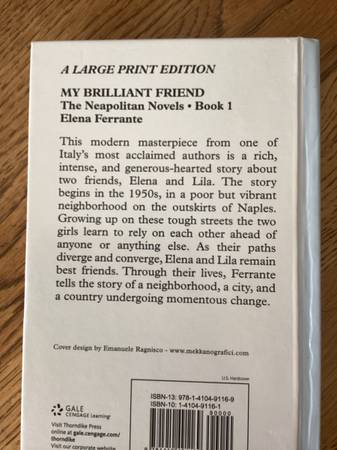 A LARGE PRINT EDITION
MY BRILLIANT FRIEND
The Neapolitan Novels • Book 1
Elena Ferrante
This modern masterpiece from one of
Italy's most acclaimed authors is a rich,
intense, and generous-hearted story about
two friends, Elena and Lila. The story
begins in the 1950s, in a poor but vibrant
neighborhood on the outskirts of Naples.
Growing up on these tough streets the two
girls learn to rely on each other ahead of
anyone or anything else. As their paths
diverge and converge, Elena and Lila remain
best friends. Through their lives, Ferrante
tells the story of a neighborhood, a city, and
a country undergoing momentous change.
Cover design by Emanuele Ragnisco – www.mekkanografici.com
U.S. Hardcover
ISBN-13: 978-1-4104-9116-9
ISBN-10: 1-4104-9116-1
90000
GALE
CENGAGE Learning
Visit Thorndike Press
online at gale.cengage.com/
thorndike
Visit our corporate website